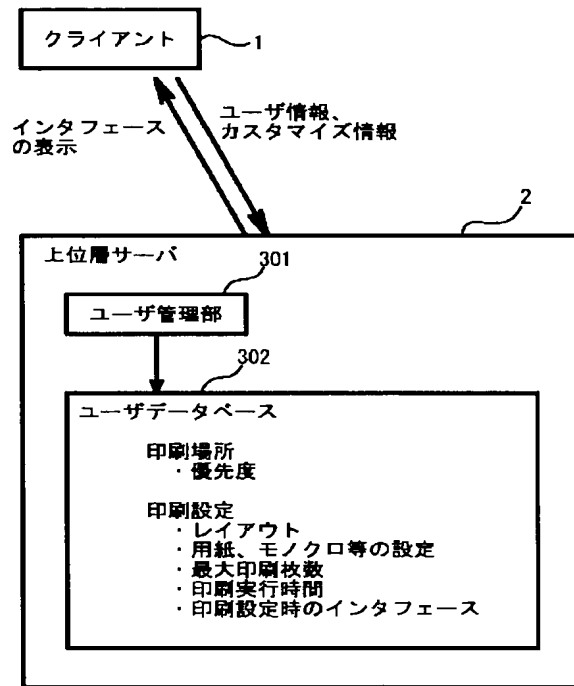 クライアント
1
インタフェース
の表示
ユーザ情報、
カスタマイズ情報
2
上位層サーバ
301
ユーザ管理部
302
ユーザデータベース
印刷場所
・優先度
印刷設定
・レイアウト
・用紙、モノクロ等の設定
・最大印刷枚数
・印刷実行時間
・印刷設定時のインタフェース